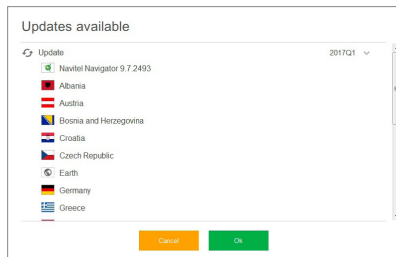 Updates available
Update 2017Q1
Navitel Navigator 9.7.2493
Albania
Austria
Bosnia and Herzegovina
Croatia
Czech Republic
Earth
Germany
Greece
Cancel Ok